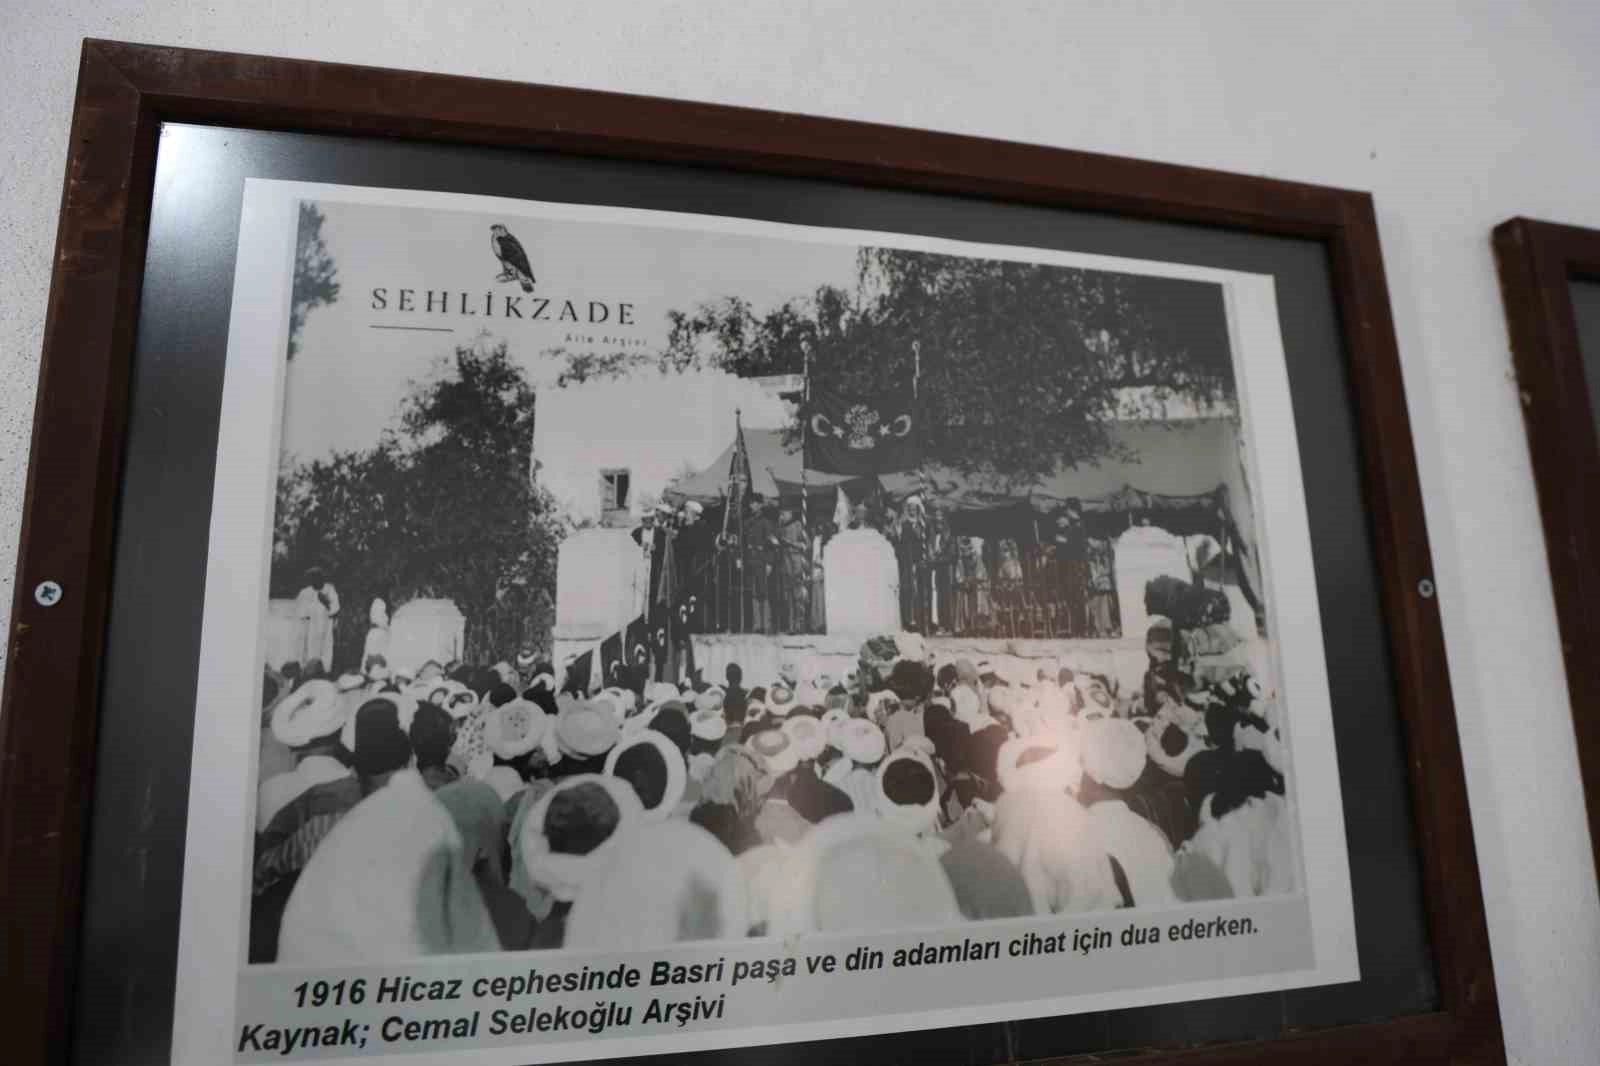 SEHLİKZADE
Aile Arşivi
1916 Hicaz cephesinde Basri paşa ve din adamları cihat için dua ederken.
Kaynak; Cemal Selekoğlu Arşivi